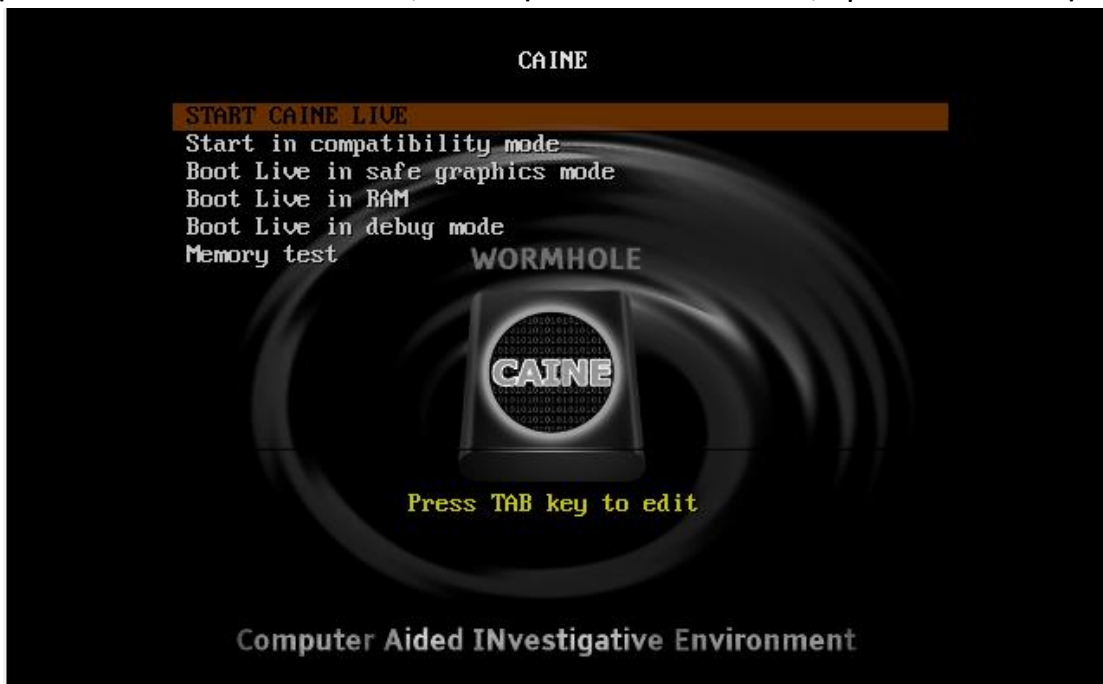 CAINE
START CAINE LIVE
Start in compatibility mode
Boot Live in safe graphics mode
Boot Live in RAM
Boot Live in debug mode
Memory test
WORMHOLE
CAINE
Press TAB key to edit
Computer Aided INvestigative Environment